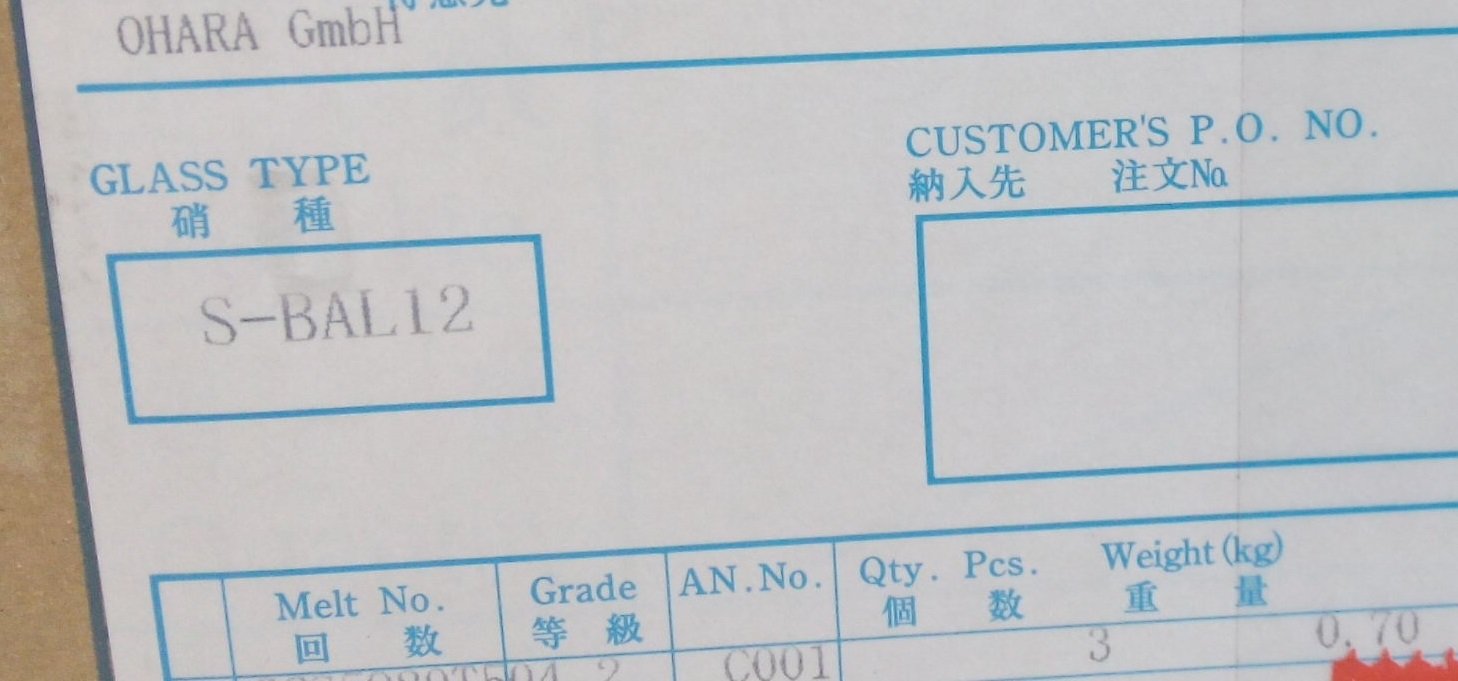 OHARA GmbH
GLASS TYPE
硝 種
S-BAL12
CUSTOMER'S P.O. NO.
納入先 注文№
Melt No. Grade AN.No. Qty. Pcs. Weight(kg)
回 数 等 級 個 数 重 量
2 C001 3 0.70